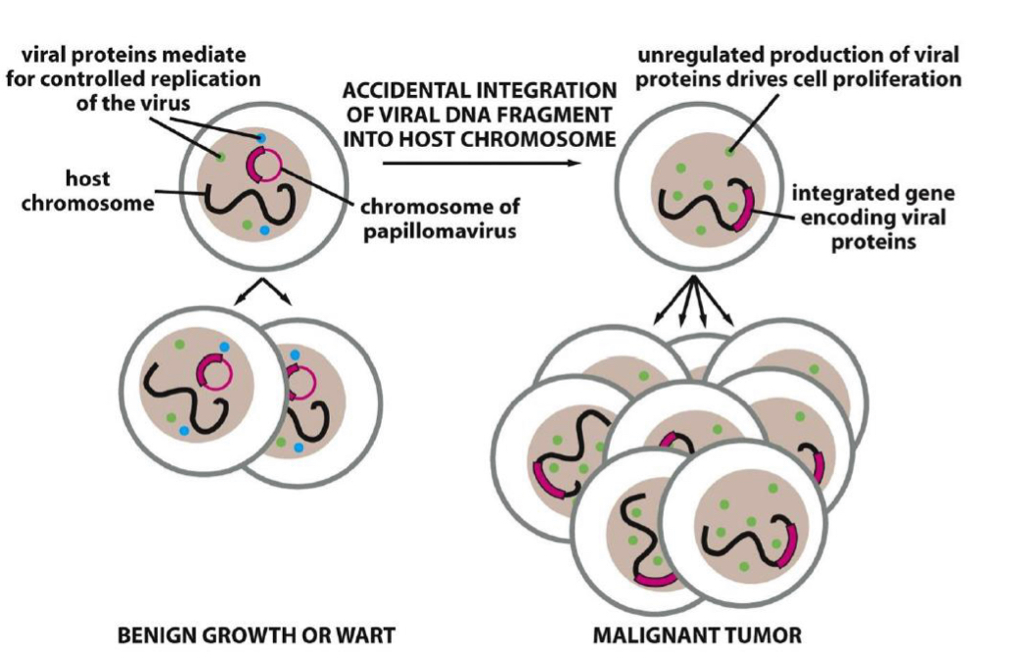 viral proteins mediate
for controlled replication
of the virus
ACCIDENTAL INTEGRATION
OF VIRAL DNA FRAGMENT
INTO HOST CHROMOSOME
unregulated production of viral
proteins drives cell proliferation
host
chromosome
chromosome of
papillomavirus
integrated gene
encoding viral
proteins
BENIGN GROWTH OR WART
MALIGNANT TUMOR